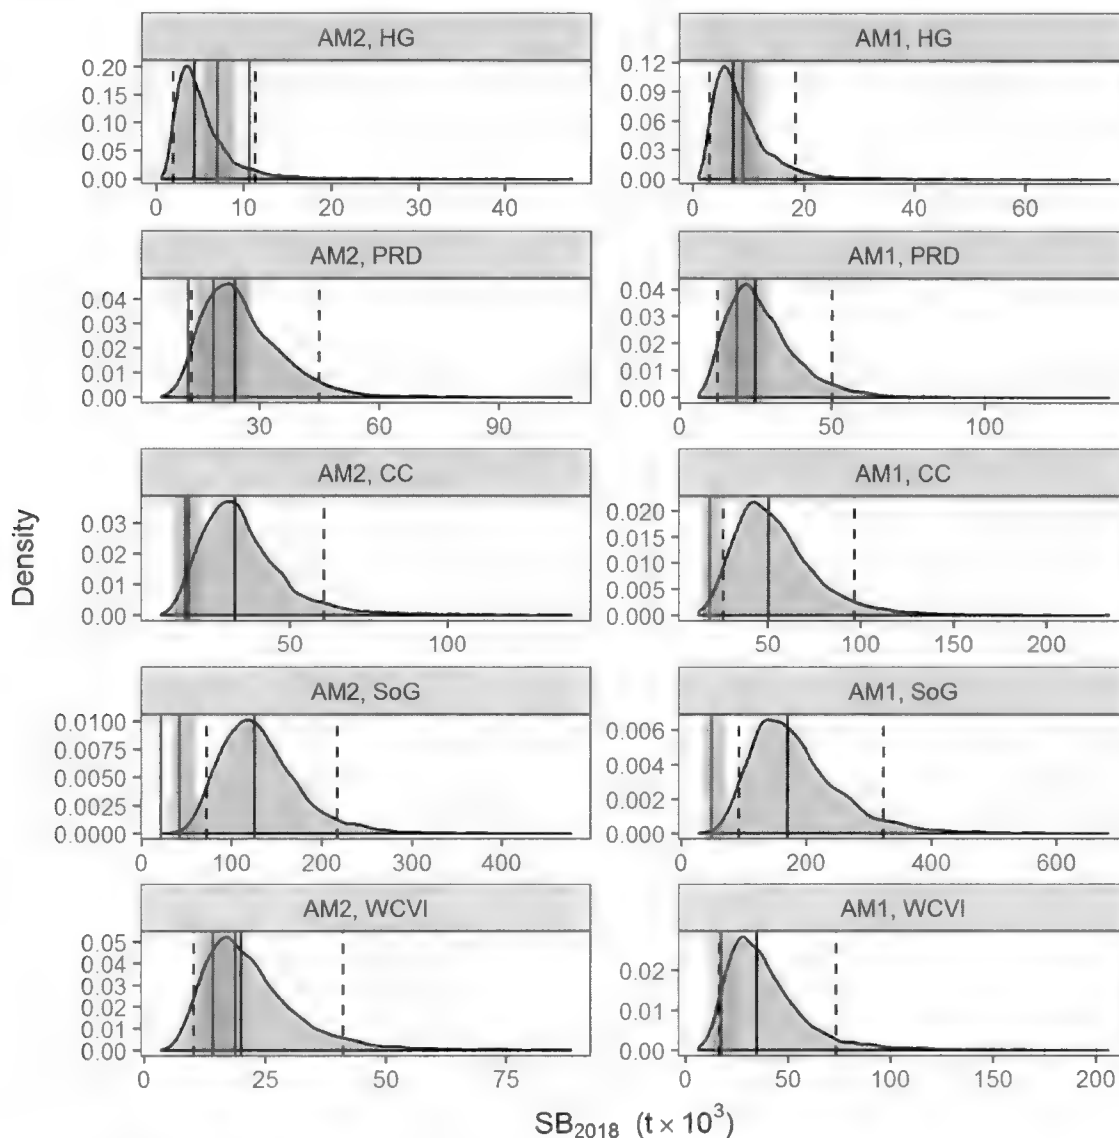 AM2, HG
AM1, HG
0.20
0.15
0.10
0.05
0.00
0.12
0.09
0.06
0.03
0.00
0 10 20 30 40
0 20 40 60
AM2, PRD
AM1, PRD
0.04
0.03
0.02
0.01
0.00
0.04
0.03
0.02
0.01
0.00
30 60 90
0 50 100
AM2, CC
AM1, CC
Density
0.03
0.02
0.01
0.00
0.020
0.015
0.010
0.005
0.000
50 100
50 100 150 200
AM2, SoG
AM1, SoG
0.0100
0.0075
0.0050
0.0025
0.0000
0.006
0.004
0.002
0.000
0 100 200 300 400
0 200 400 600
AM2, WCVI
AM1, WCVI
0.05
0.04
0.03
0.02
0.01
0.00
0.02
0.01
0.00
0 25 50 75
0 50 100 150 200
SB₂₀₁₈ (t × 10³)